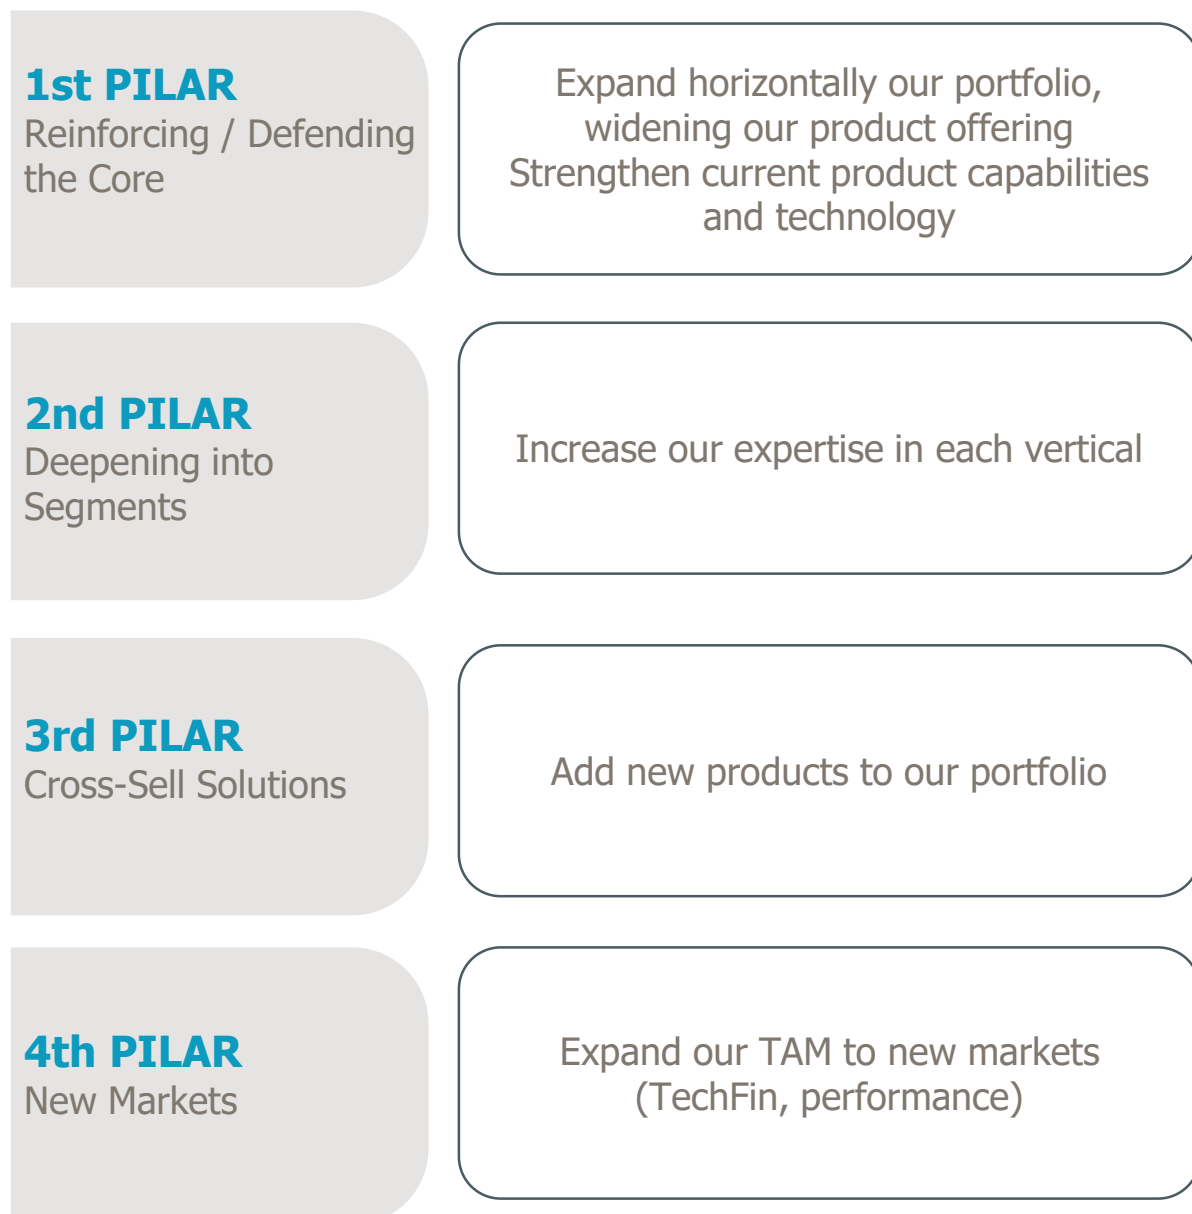 1st PILAR
Reinforcing / Defending
the Core
Expand horizontally our portfolio,
widening our product offering
Strengthen current product capabilities
and technology
2nd PILAR
Deepening into
Segments
Increase our expertise in each vertical
3rd PILAR
Cross-Sell Solutions
Add new products to our portfolio
4th PILAR
New Markets
Expand our TAM to new markets
(TechFin, performance)